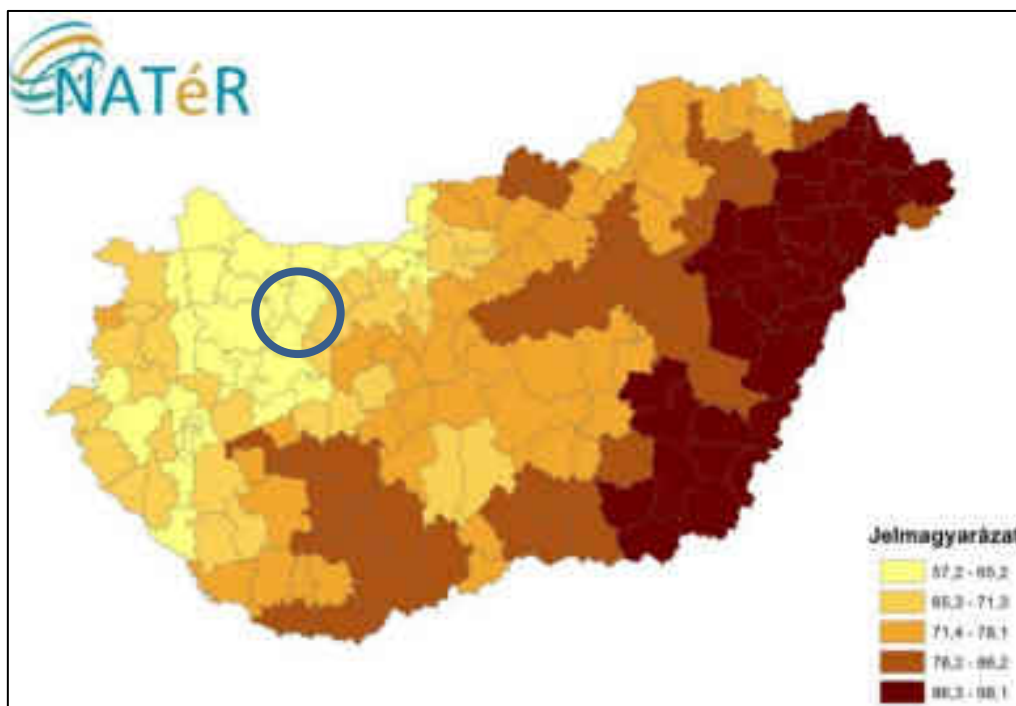 NATéR
Jelmagyarázat
57,2 - 65,2
65,3 - 71,3
71,4 - 78,1
78,2 - 86,2
86,3 - 98,1